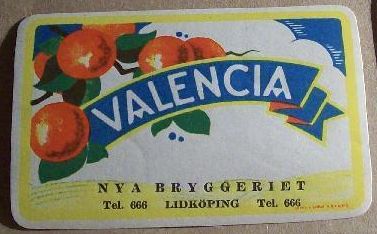 VALENCIA
NYA BRYGGERIET
Tel. 666 LIDKÖPING Tel. 666